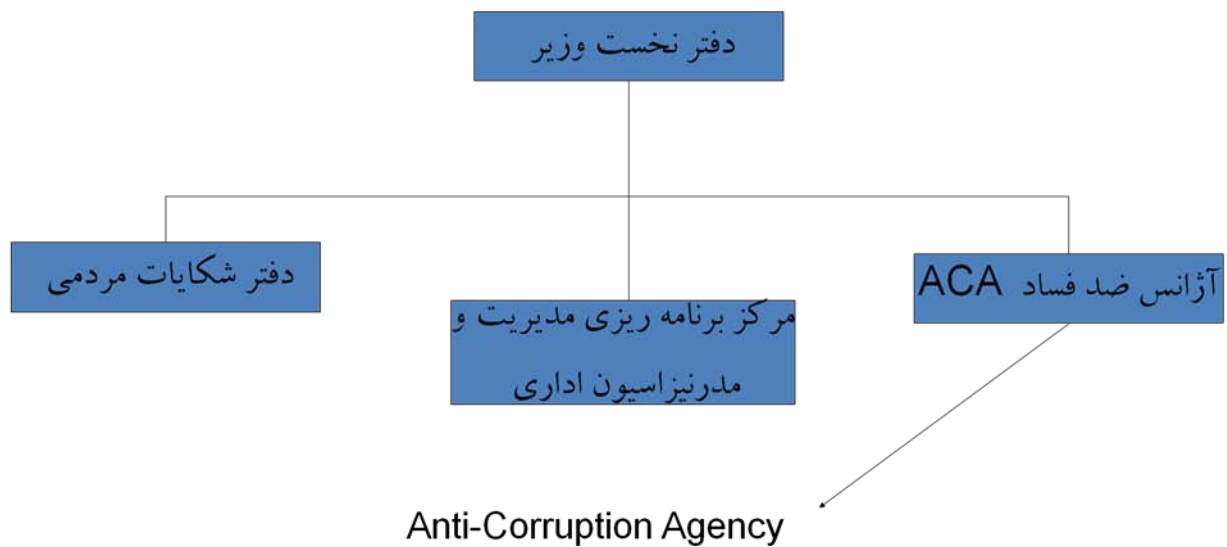 دفتر نخست وزیر
آژانس ضد فساد ACA
دفتر شکایات مردمی
مرکز برنامه ریزی مدیریت و
مدرنیزاسیون اداری
Anti-Corruption Agency